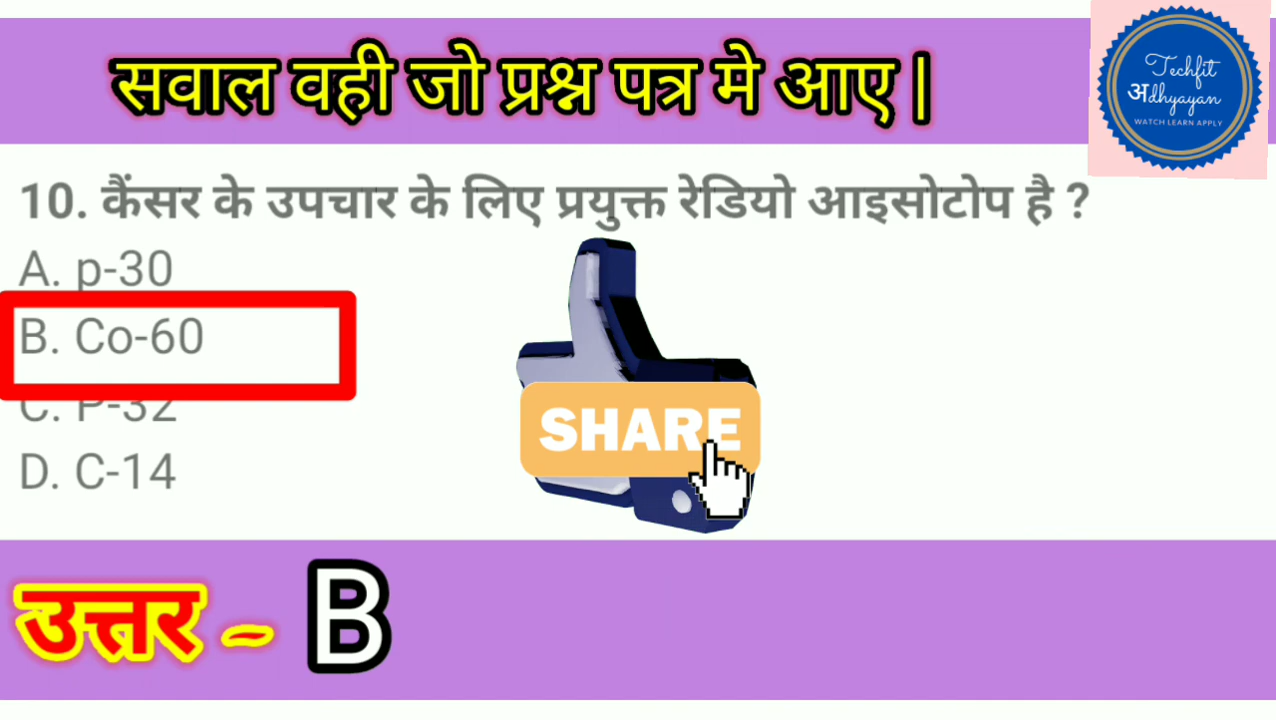 सवाल वही जो प्रश्न पत्र मे आए |
Techfit
अdhyayan
WATCH LEARN APPLY
10. कैंसर के उपचार के लिए प्रयुक्त रेडियो आइसोटोप है ?
A. p-30
B. Co-60
C. P-32
D. C-14
SHARE
उत्तर – B